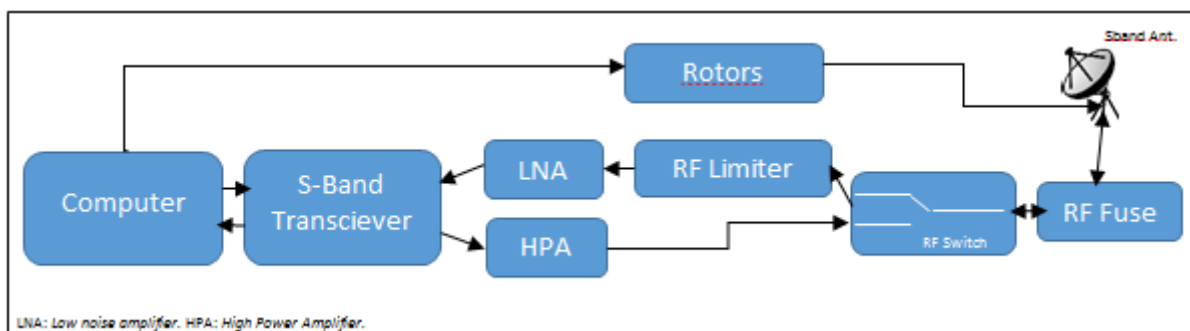 Sband Ant.
Rotors
LNA
RF Limiter
S-Band
Transciever
Computer
HPA
RF Switch
RF Fuse
LNA: Low noise amplifier. HPA: High Power Amplifier.